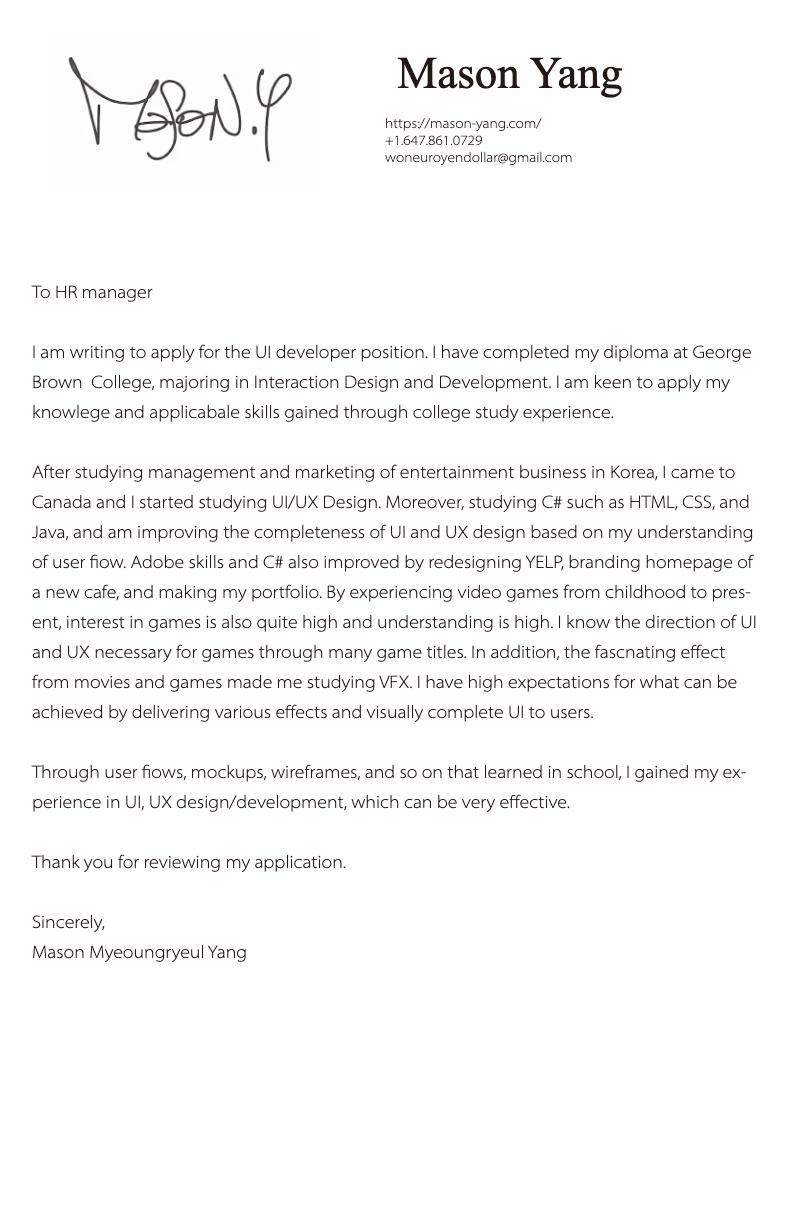 Mason.Y
Mason Yang
https://mason-yang.com/
+1.647.861.0729
woneuroyendollar@gmail.com
To HR manager
I am writing to apply for the UI developer position. I have completed my diploma at George
Brown  College, majoring in Interaction Design and Development. I am keen to apply my
knowlege and applicabale skills gained through college study experience.
After studying management and marketing of entertainment business in Korea, I came to
Canada and I started studying UI/UX Design. Moreover, studying C# such as HTML, CSS, and
Java, and am improving the completeness of UI and UX design based on my understanding
of user flow. Adobe skills and C# also improved by redesigning YELP, branding homepage of
a new cafe, and making my portfolio. By experiencing video games from childhood to pres-
ent, interest in games is also quite high and understanding is high. I know the direction of UI
and UX necessary for games through many game titles. In addition, the fascnating effect
from movies and games made me studying VFX. I have high expectations for what can be
achieved by delivering various effects and visually complete UI to users.
Through user flows, mockups, wireframes, and so on that learned in school, I gained my ex-
perience in UI, UX design/development, which can be very effective.
Thank you for reviewing my application.
Sincerely,
Mason Myeoungryeul Yang